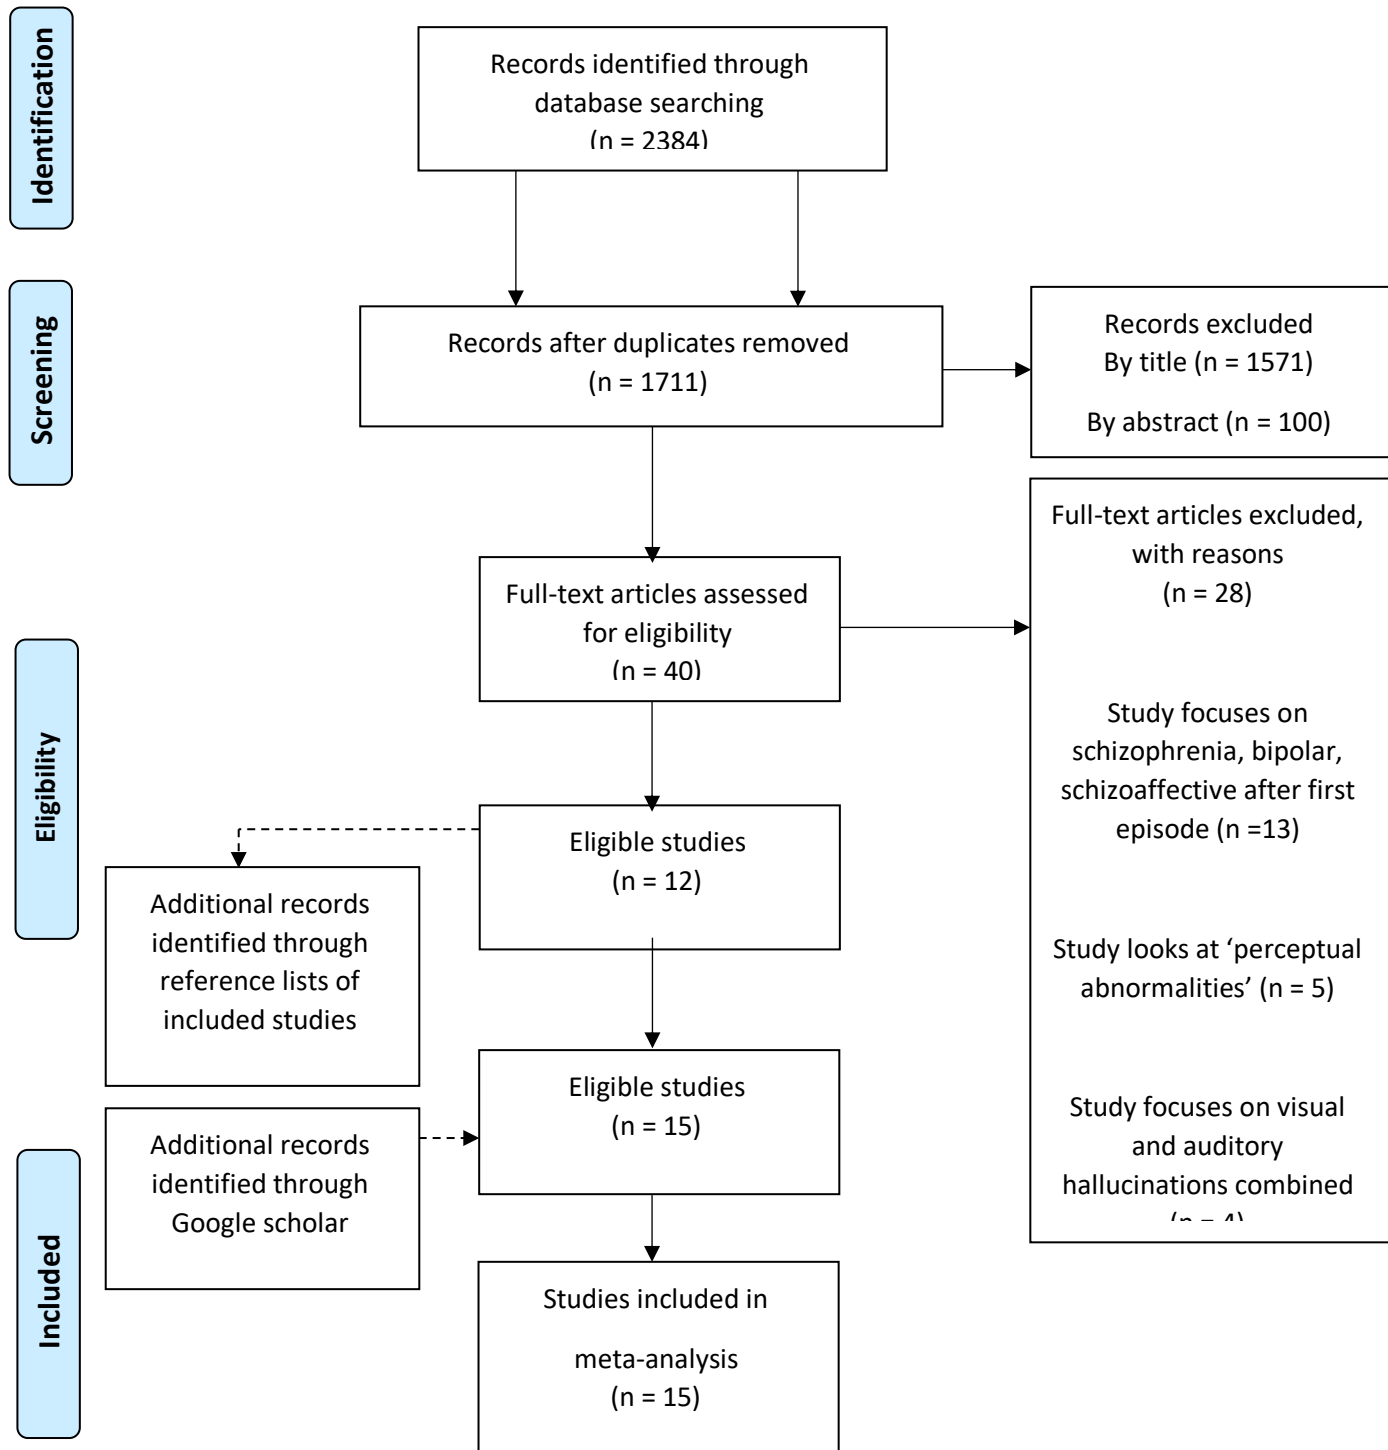 Identification
Records identified through
database searching
(n = 2384)
Screening
Records after duplicates removed
(n = 1711)
Records excluded
By title (n = 1571)
By abstract (n = 100)
Eligibility
Full-text articles assessed
for eligibility
(n = 40)
Full-text articles excluded,
with reasons
(n = 28)
Study focuses on
schizophrenia, bipolar,
schizoaffective after first
episode (n =13)
Study looks at ‘perceptual
abnormalities’ (n = 5)
Study focuses on visual
and auditory
hallucinations combined
(n = 4)
Eligible studies
(n = 12)
Additional records
identified through
reference lists of
included studies
Eligible studies
(n = 15)
Additional records
identified through
Google scholar
Included
Studies included in
meta-analysis
(n = 15)